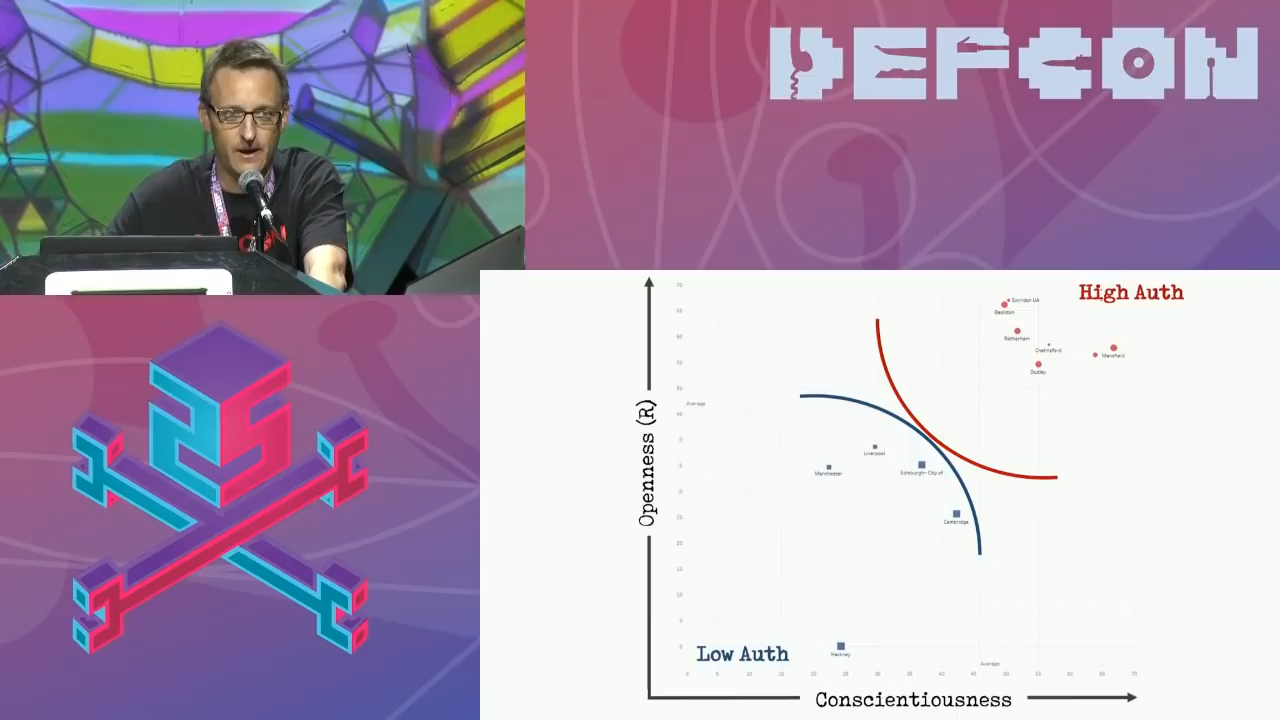 DEFCON
High Auth
Swindon UA
Basildon
Rotherham
Chelmsford
Mansfield
Dudley
Openness (R)
Average
Liverpool
Manchester
Edinburgh- City of
Cambridge
Low Auth
Hackney
Average
Conscientiousness